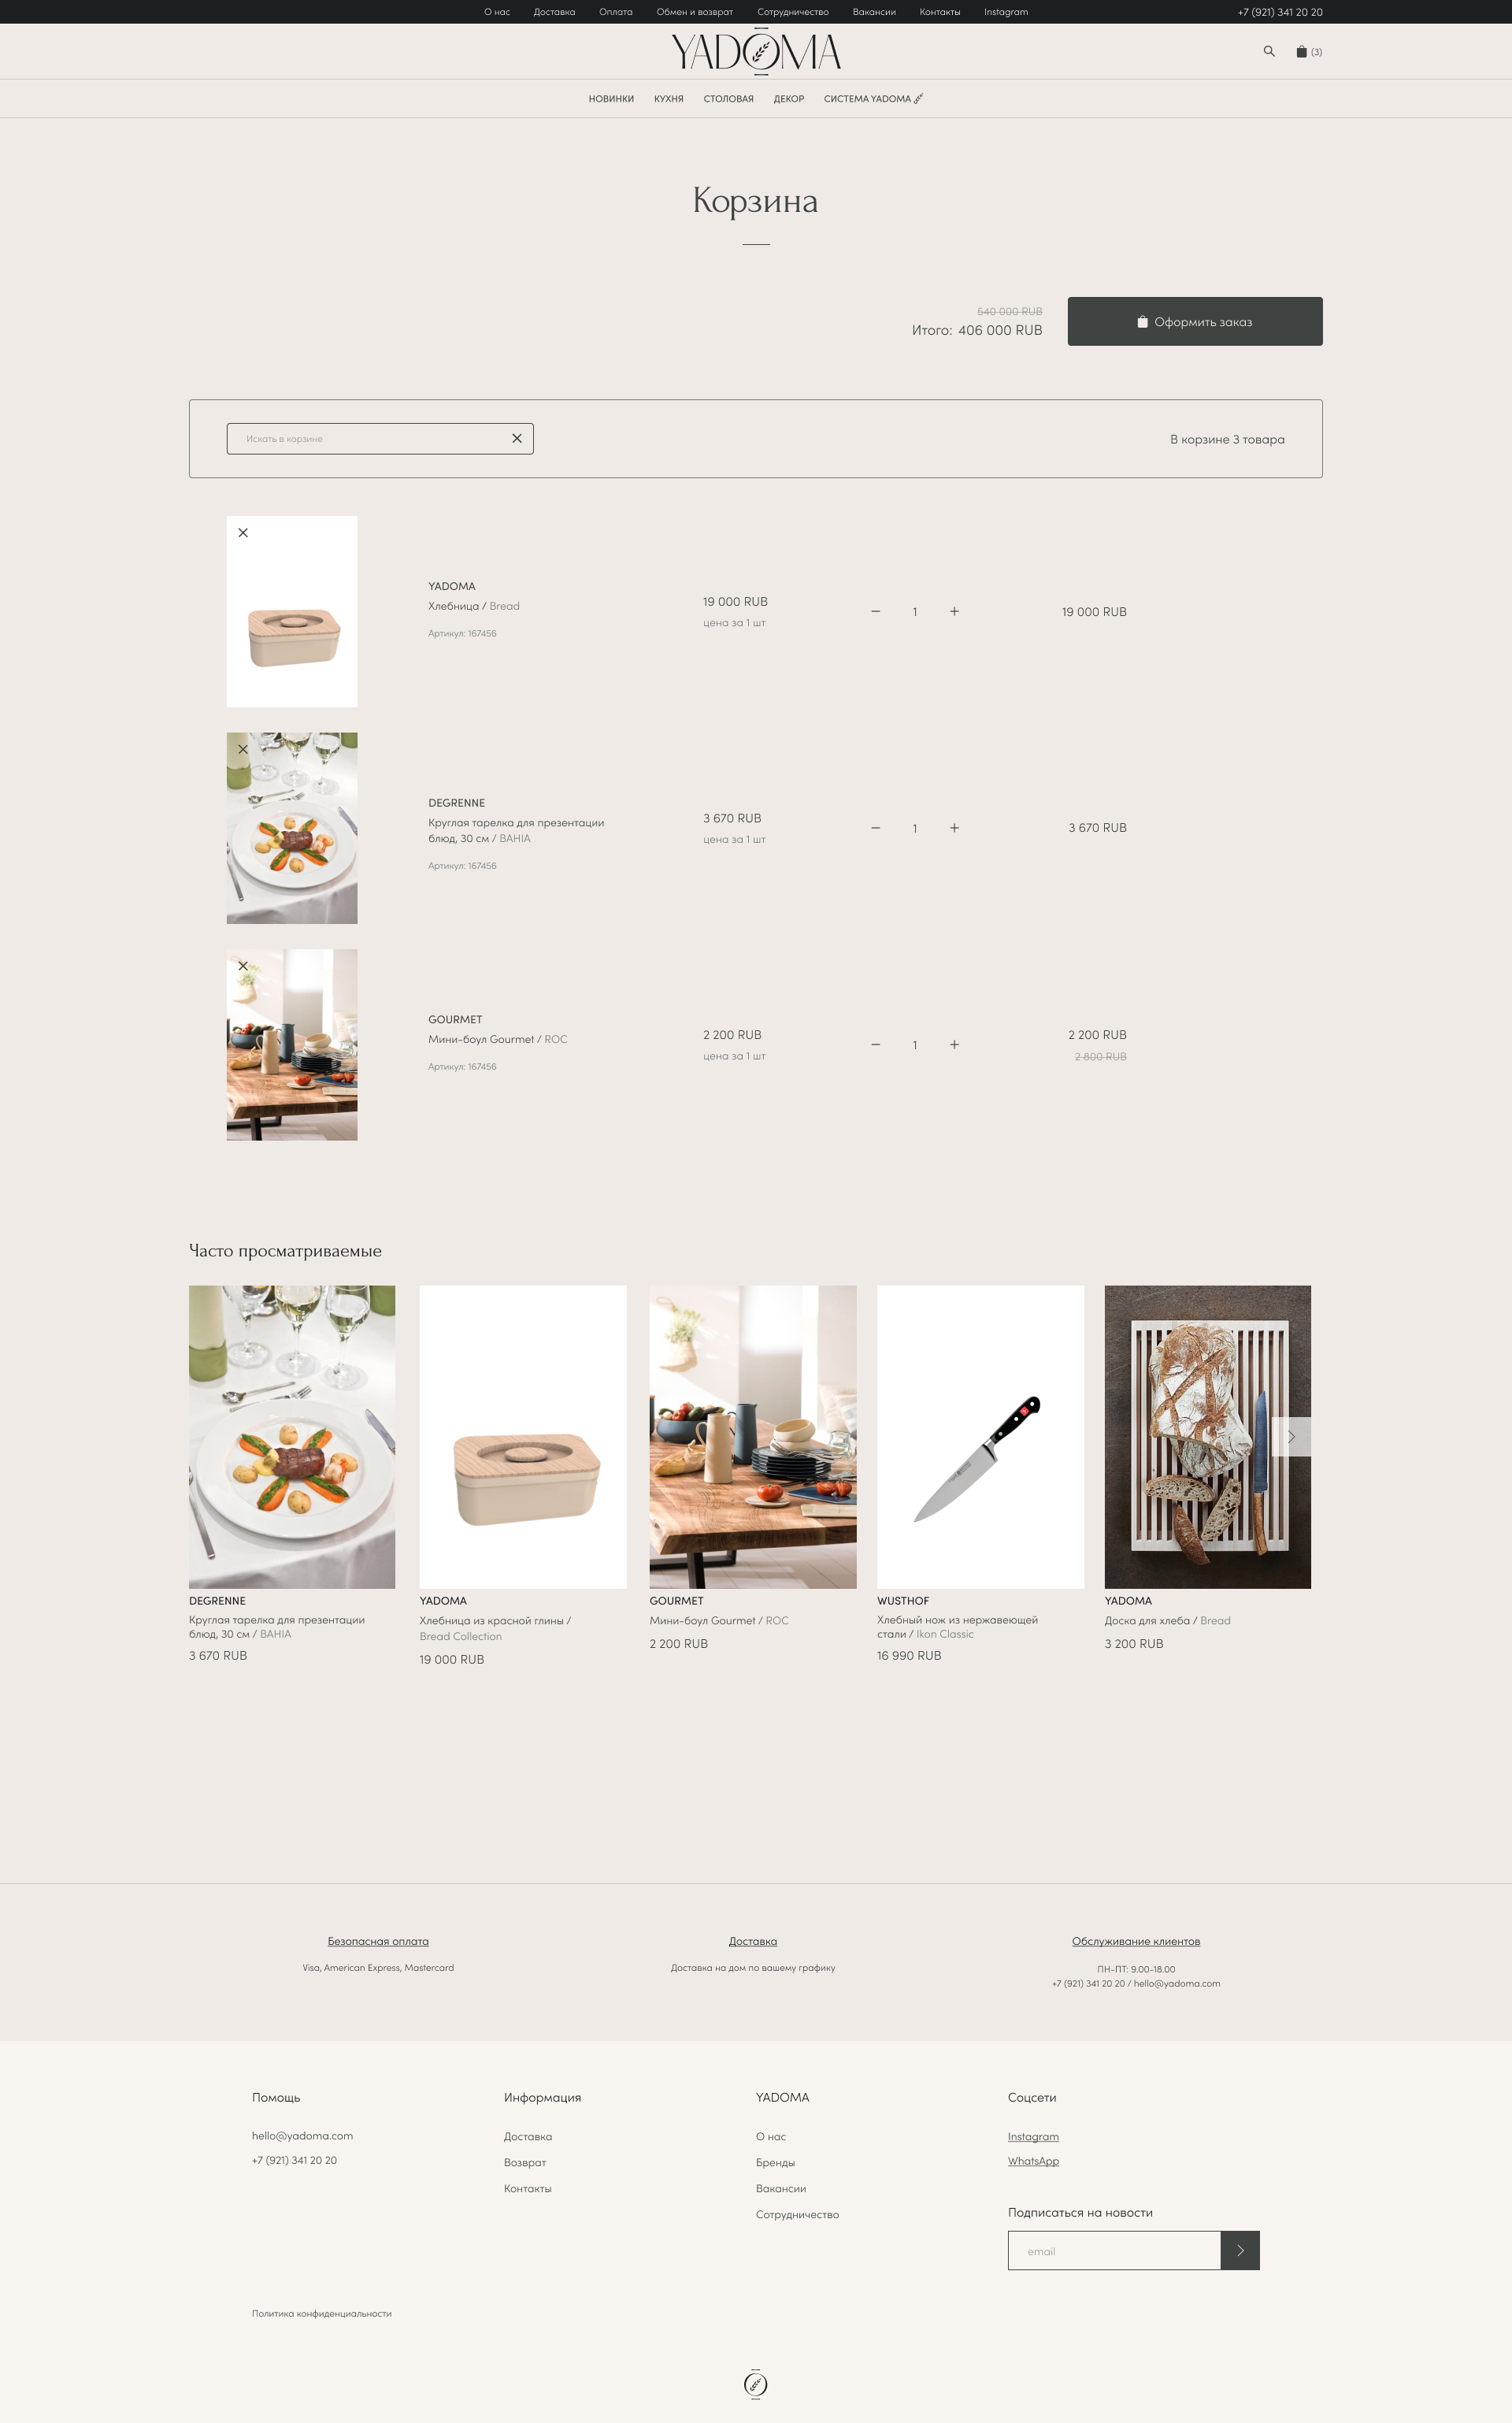 О нас Доставка Оплата Обмен и возврат Сотрудничество Вакансии Контакты Instagram +7 (921) 341 20 20
YADOMA
(3)
НОВИНКИ КУХНЯ СТОЛОВАЯ ДЕКОР СИСТЕМА YADOMA
Корзина
540 000 RUB
Итого: 406 000 RUB
Оформить заказ
Искать в корзине
В корзине 3 товара
YADOMA
Хлебница / Bread
Артикул: 167456
19 000 RUB
цена за 1 шт
1
19 000 RUB
DEGRENNE
Круглая тарелка для презентации
блюд, 30 см / BAHIA
Артикул: 167456
3 670 RUB
цена за 1 шт
1
3 670 RUB
GOURMET
Мини-боул Gourmet / ROC
Артикул: 167456
2 200 RUB
цена за 1 шт
1
2 200 RUB
2 800 RUB
Часто просматриваемые
DEGRENNE
Круглая тарелка для презентации
блюд, 30 см / BAHIA
3 670 RUB
YADOMA
Хлебница из красной глины /
Bread Collection
19 000 RUB
GOURMET
Мини-боул Gourmet / ROC
2 200 RUB
WUSTHOF
Хлебный нож из нержавеющей
стали / Ikon Classic
16 990 RUB
YADOMA
Доска для хлеба / Bread
3 200 RUB
Безопасная оплата
Visa, American Express, Mastercard
Доставка
Доставка на дом по вашему графику
Обслуживание клиентов
ПН-ПТ: 9.00-18.00
+7 (921) 341 20 20 / hello@yadoma.com
Помощь
hello@yadoma.com
+7 (921) 341 20 20
Информация
Доставка
Возврат
Контакты
YADOMA
О нас
Бренды
Вакансии
Сотрудничество
Соцсети
Instagram
WhatsApp
Подписаться на новости
email
Политика конфиденциальности